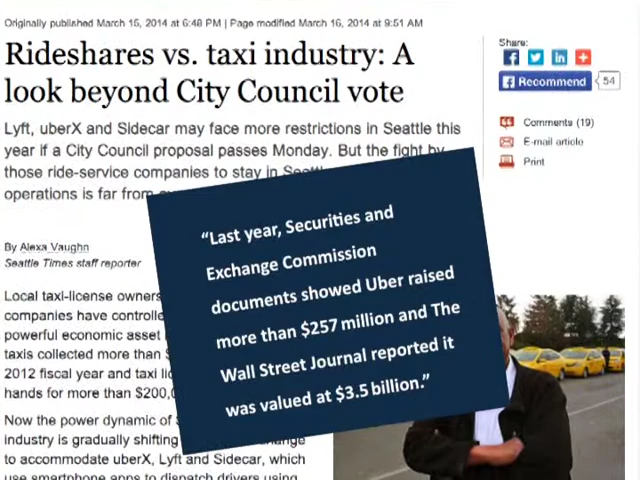 Originally published March 15, 2014 at 6:48 PM | Page modified March 16, 2014 at 9:51 AM
Rideshares vs. taxi industry: A
look beyond City Council vote
Lyft, uberX and Sidecar may face more restrictions in Seattle this
year if a City Council proposal passes Monday. But the fight by
those ride-service companies to stay in
operations is far from
By Alexa Vaughn
Seattle Times staff reporter
Local taxi-license owners
companies have
powerful economic asset
taxis collected more than
2012 fiscal year and taxi
hands for more than $200,
Now the power dynamic of
industry is gradually shifting
to accommodate uberX, Lyft and Sidecar, which
use smartphone apps to dispatch drivers using
Share:
Recommend 54
Comments (19)
E-mail article
Print
“Last year, Securities and
Exchange Commission
documents showed Uber raised
more than $257 million and The
Wall Street Journal reported it
was valued at $3.5 billion.”